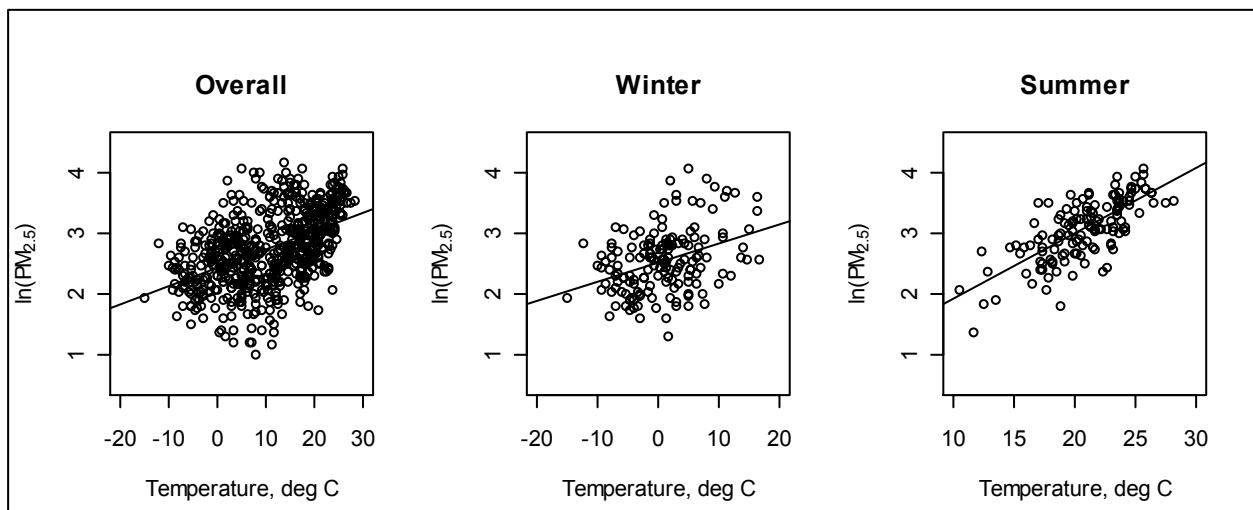 Overall
Winter
Summer
ln(PM2.5)
4
3
2
1
-20 -10 0 10 20 30
Temperature, deg C
ln(PM2.5)
4
3
2
1
-20 -10 0 10 20
Temperature, deg C
ln(PM2.5)
4
3
2
1
10 15 20 25 30
Temperature, deg C